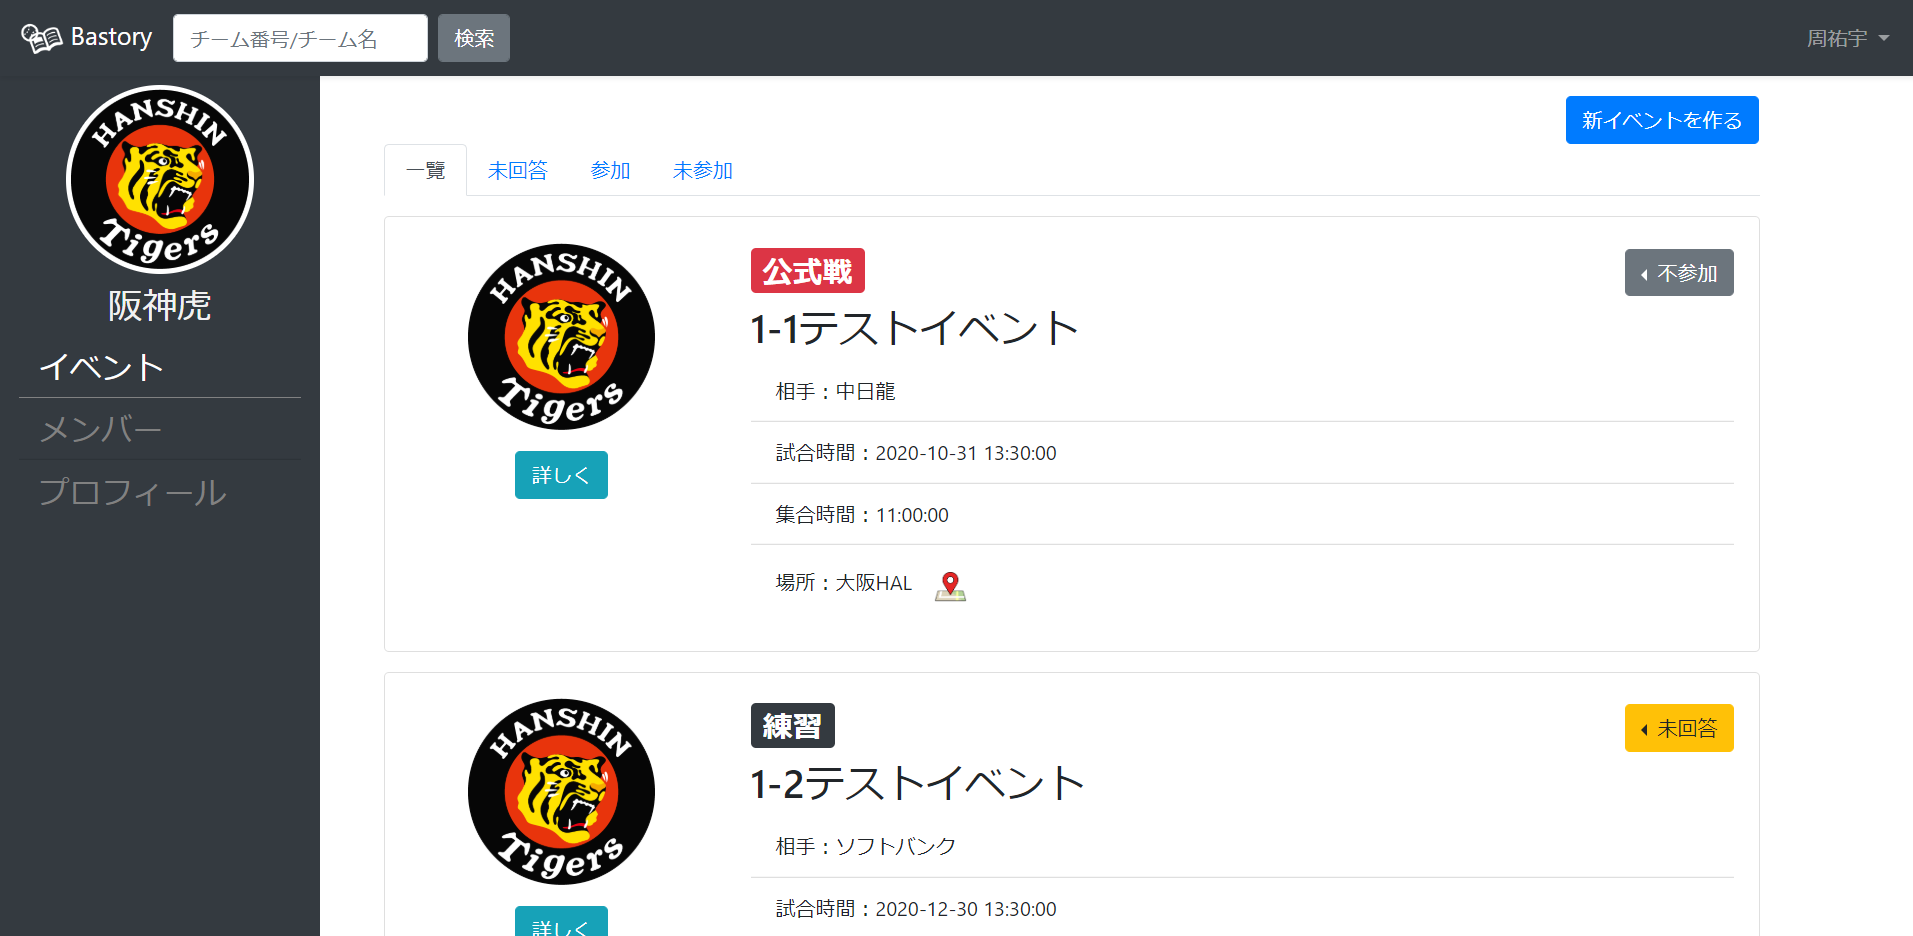 Bastory
チーム番号/チーム名
検索
周祐宇
HANSHIN
Tigers
阪神虎
イベント
メンバー
プロフィール
新イベントを作る
一覧
未回答
参加
未参加
HANSHIN
Tigers
詳しく
公式戦
不参加
1-1テストイベント
相手：中日龍
試合時間：2020-10-31 13:30:00
集合時間：11:00:00
場所：大阪HAL
HANSHIN
Tigers
詳しく
練習
未回答
1-2テストイベント
相手：ソフトバンク
試合時間：2020-12-30 13:30:00